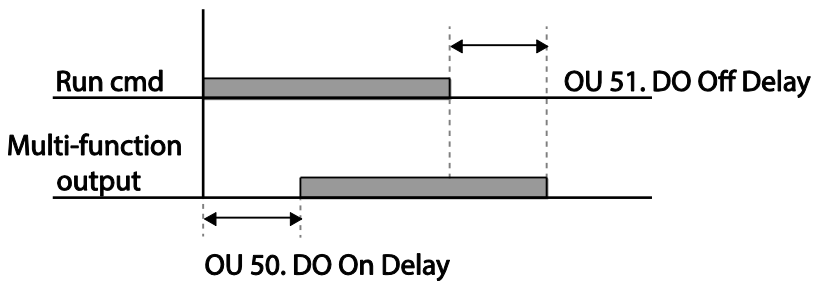 Run cmd
OU 51. DO Off Delay
Multi-function
output
OU 50. DO On Delay